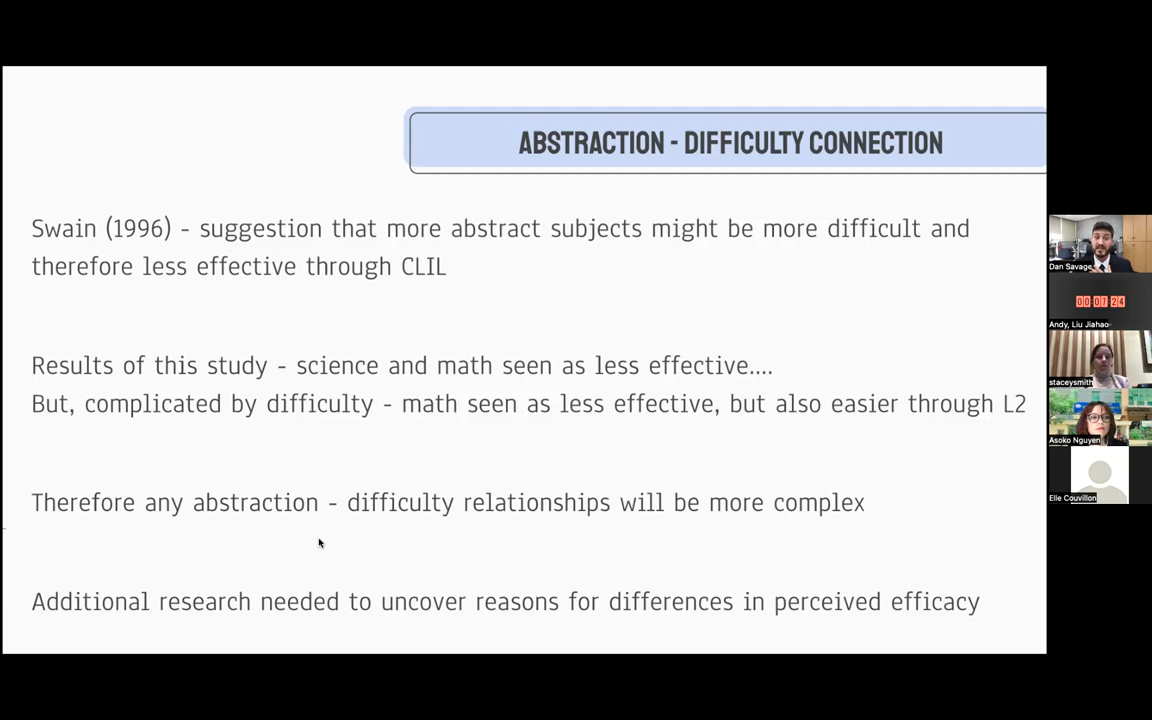 ABSTRACTION - DIFFICULTY CONNECTION
Swain (1996) - suggestion that more abstract subjects might be more difficult and
therefore less effective through CLIL
Results of this study - science and math seen as less effective....
But, complicated by difficulty - math seen as less effective, but also easier through L2
Therefore any abstraction - difficulty relationships will be more complex
Additional research needed to uncover reasons for differences in perceived efficacy
Dan Savage
00:07:24
Andy, Liu Jiahao
staceysmith
Asoko Nguyen
Elle Couvillon